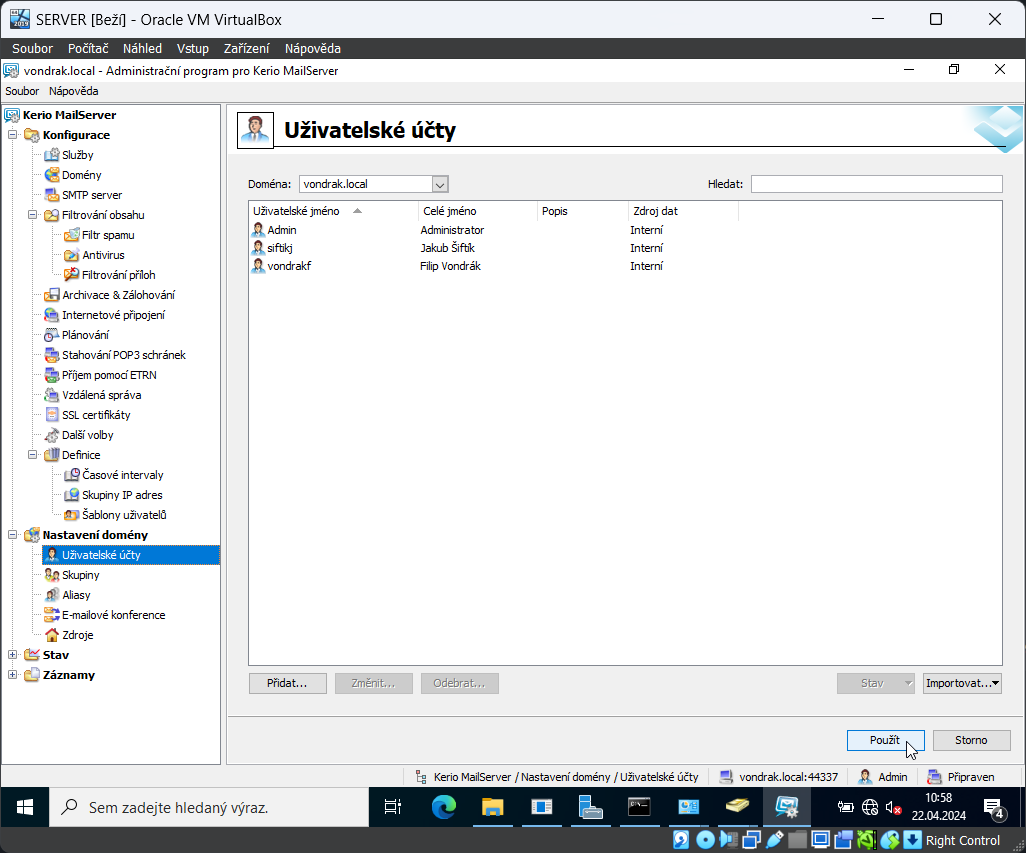 SERVER [Beží] - Oracle VM VirtualBox
Soubor Počítač Náhled Vstup Zařízení Nápověda
vondrak.local - Administrační program pro Kerio MailServer
Soubor Nápověda
Kerio MailServer
Konfigurace
Služby
Domény
SMTP server
Filtrování obsahu
Filtr spamu
Antivirus
Filtrování příloh
Archivace & Zálohování
Internetové připojení
Plánování
Stahování POP3 schránek
Příjem pomocí ETRN
Vzdálená správa
SSL certifikáty
Další volby
Definice
Časové intervaly
Skupiny IP adres
Šablony uživatelů
Nastavení domény
Uživatelské účty
Skupiny
Aliasy
E-mailové konference
Zdroje
Stav
Záznamy
Uživatelské účty
Doména: vondrak.local Hledat:
Uživatelské jméno Celé jméno Popis Zdroj dat
Admin Administrator Interní
siftikj Jakub Šiftík Interní
vondrakf Filip Vondrák Interní
Přidat... Změnit... Odebrat... Stav Importovat...
Použít Storno
Kerio MailServer / Nastavení domény / Uživatelské účty vondrak.local:44337 Admin Připraven
Sem zadejte hledaný výraz.
10:58
22.04.2024
4
Right Control